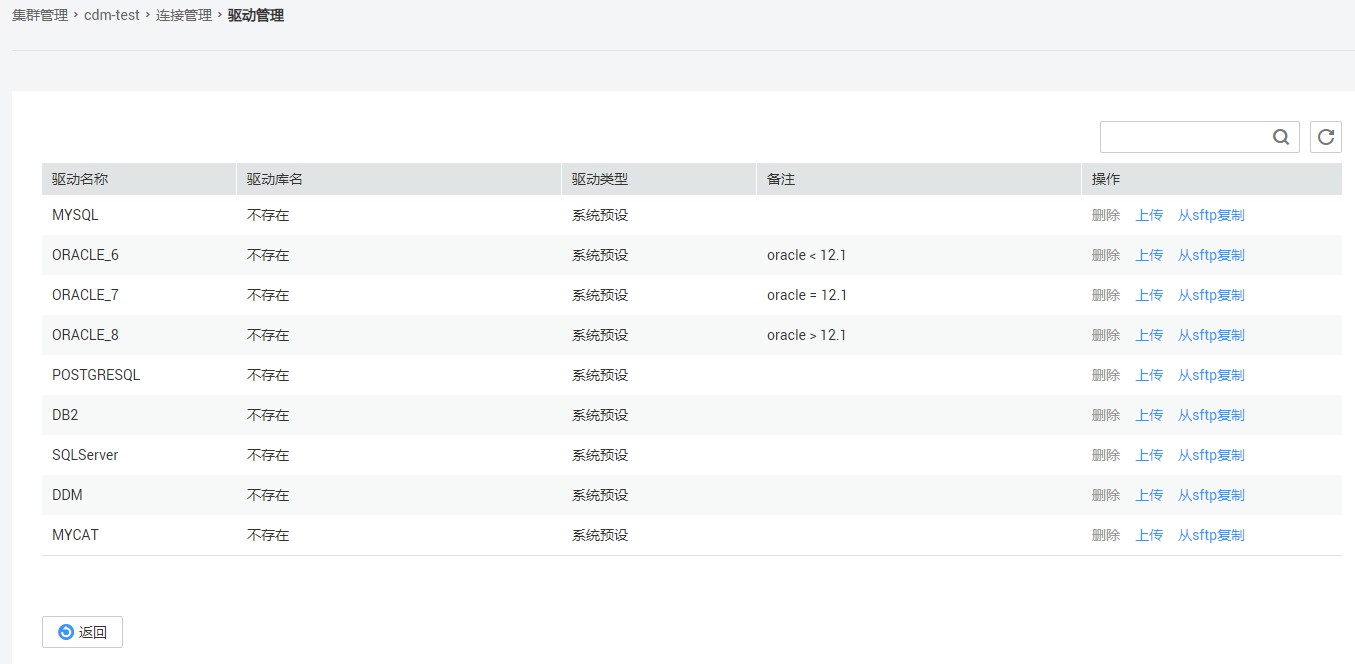 集群管理 › cdm-test › 连接管理 › 驱动管理
驱动名称 驱动库名 驱动类型 备注 操作
MYSQL 不存在 系统预设 删除 上传 从sftp复制
ORACLE_6 不存在 系统预设 oracle < 12.1 删除 上传 从sftp复制
ORACLE_7 不存在 系统预设 oracle = 12.1 删除 上传 从sftp复制
ORACLE_8 不存在 系统预设 oracle > 12.1 删除 上传 从sftp复制
POSTGRESQL 不存在 系统预设 删除 上传 从sftp复制
DB2 不存在 系统预设 删除 上传 从sftp复制
SQLServer 不存在 系统预设 删除 上传 从sftp复制
DDM 不存在 系统预设 删除 上传 从sftp复制
MYCAT 不存在 系统预设 删除 上传 从sftp复制
返回